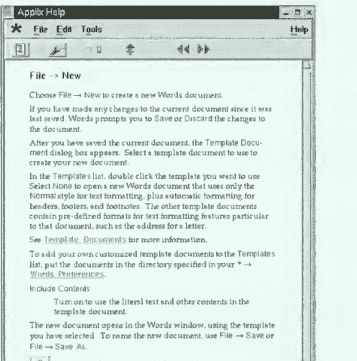 Applix Help
File Edit Tools Help
File -> New
Choose File → New to create a new Words document.
If you have made any changes to the current document since it was
last saved, Words prompts you to Save or Discard the changes to
the document.
After you have saved the current document, the Template Docu-
ment dialog box appears. Select a template document to use to
create your new document.
In the Templates list, double click the template you want to use
Select None to open a new Words document that uses only the
Normal style for text formatting, plus automatic formatting for
headers, footers, and footnotes. The other template documents
contain pre-defined formats for text formatting features particular
to that document, such as the address for a letter.
See Template Documents for more information.
To add your own customized template documents to the Templates
list, put the documents in the directory specified in your * →
Words Preferences.
Include Contents
Turn on to use the literal text and other contents in the
template document.
The new document opens in the Words window, using the template
you have selected. To name the new document, use File → Save or
File → Save As.